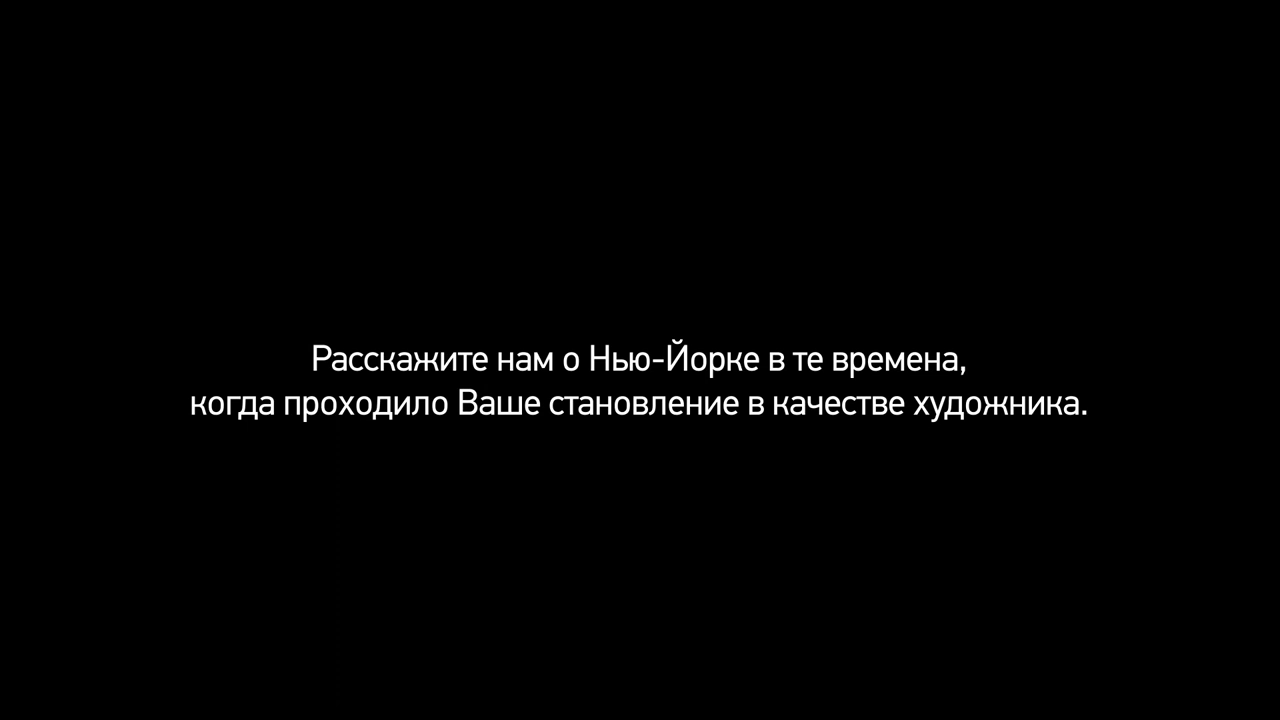 Расскажите нам о Нью-Йорке в те времена,
когда проходило Ваше становление в качестве художника.